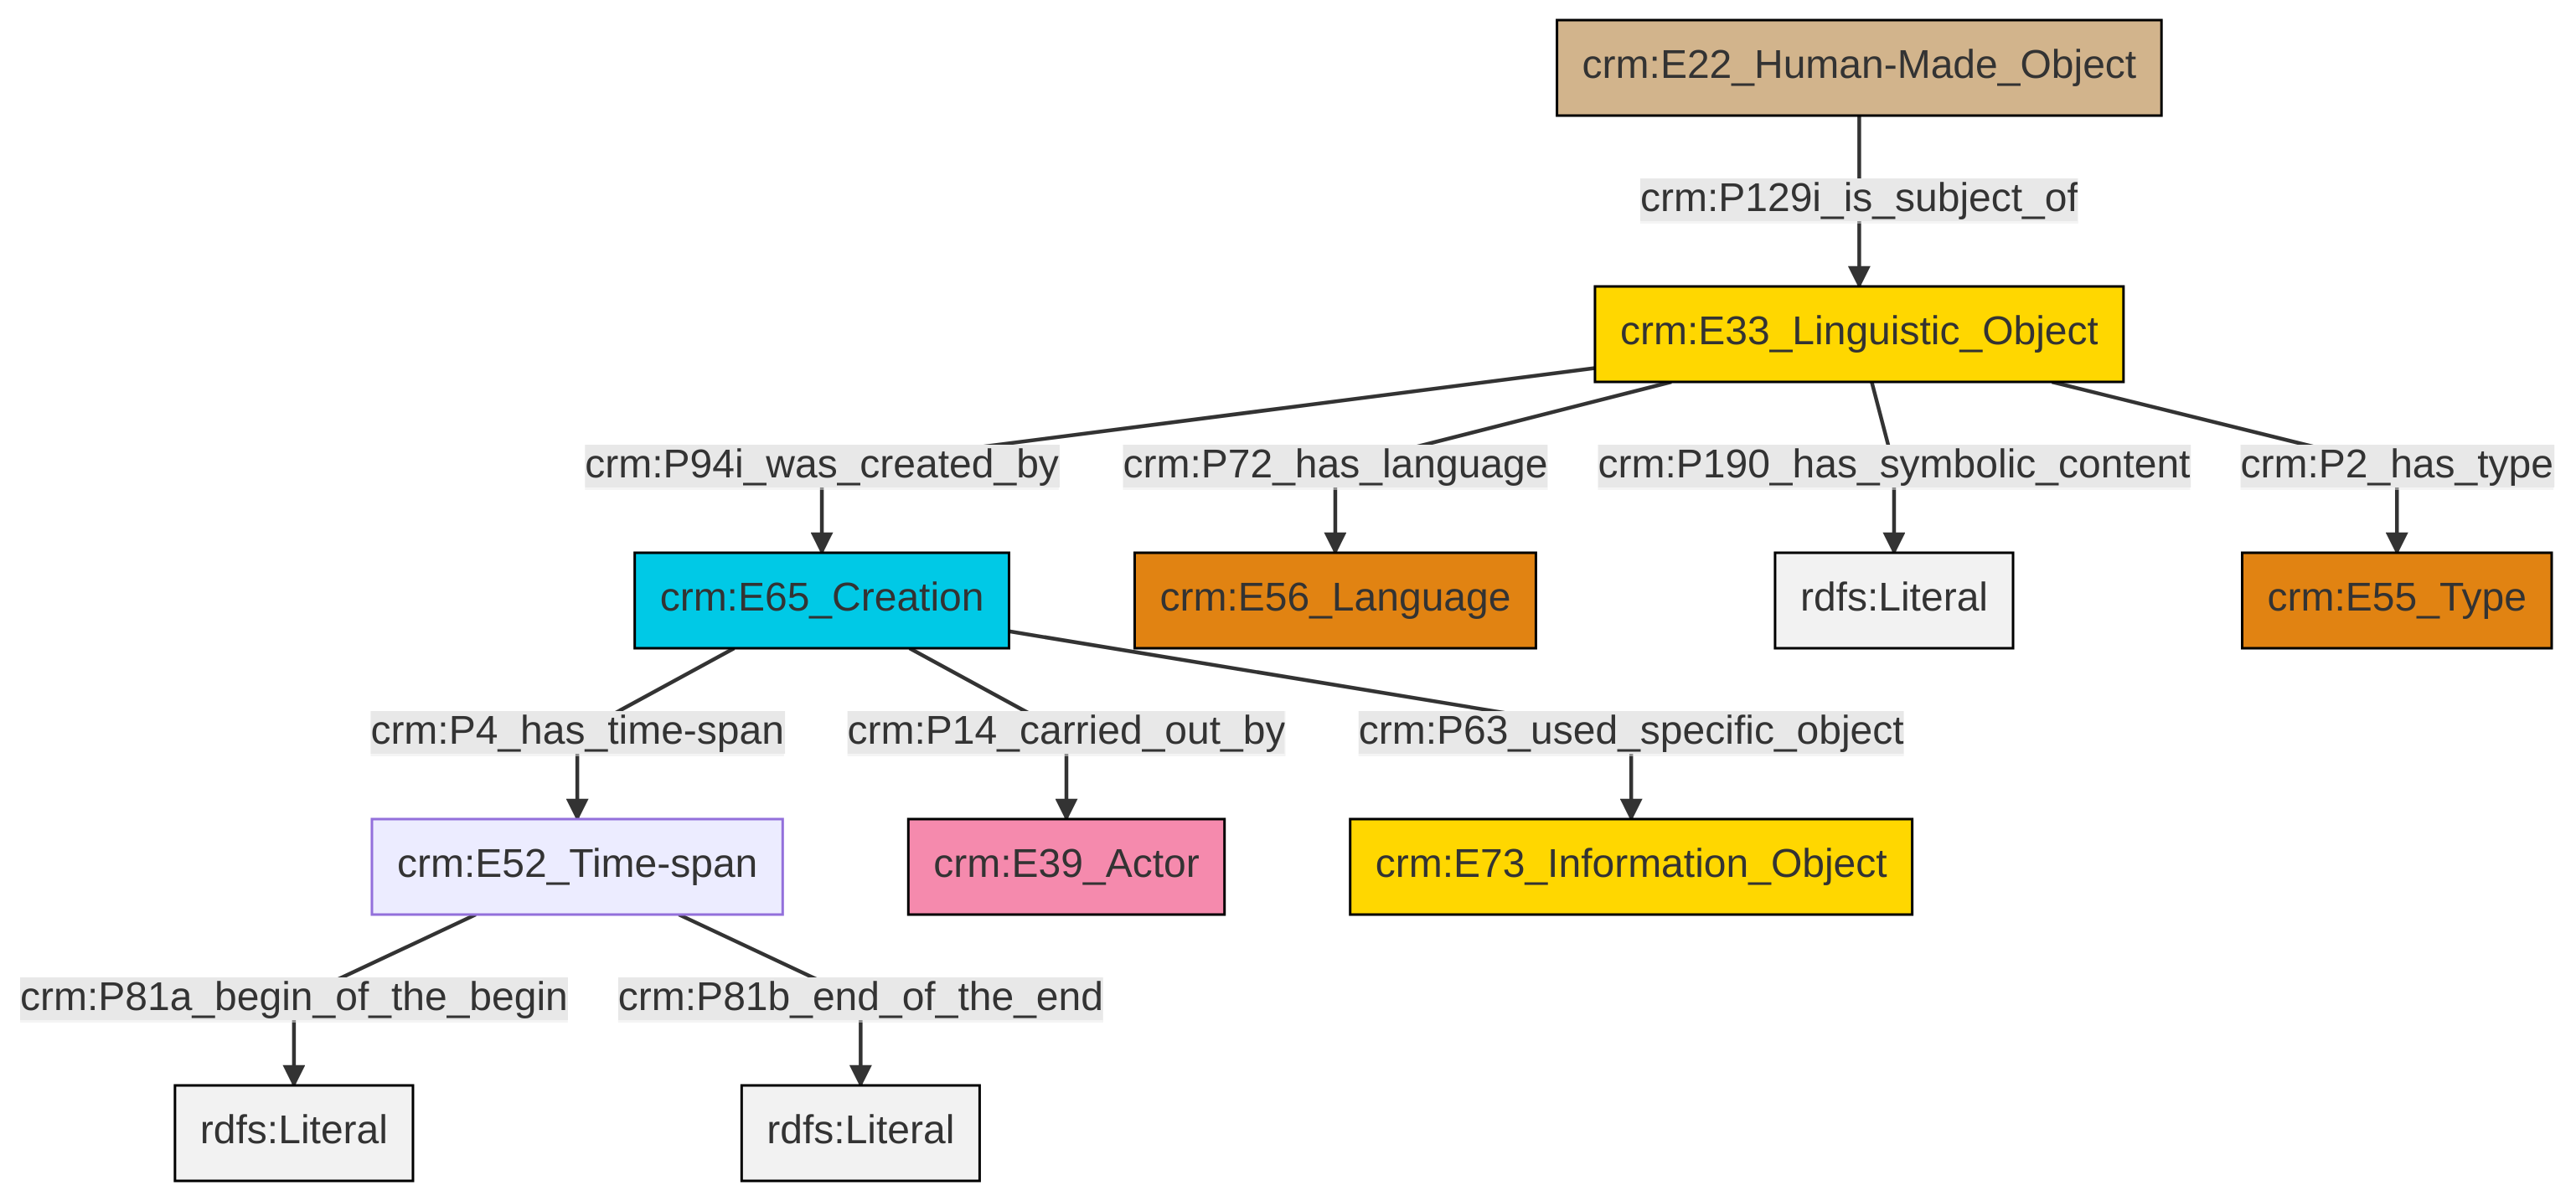 crm:E22_Human-Made_Object
crm:P129i_is_subject_of
crm:E33_Linguistic_Object
crm:P94i_was_created_by
crm:P72_has_language
crm:P190_has_symbolic_content
crm:P2_has_type
crm:E65_Creation
crm:E56_Language
rdfs:Literal
crm:E55_Type
crm:P4_has_time-span
crm:P14_carried_out_by
crm:P63_used_specific_object
crm:E52_Time-span
crm:E39_Actor
crm:E73_Information_Object
crm:P81a_begin_of_the_begin
crm:P81b_end_of_the_end
rdfs:Literal
rdfs:Literal